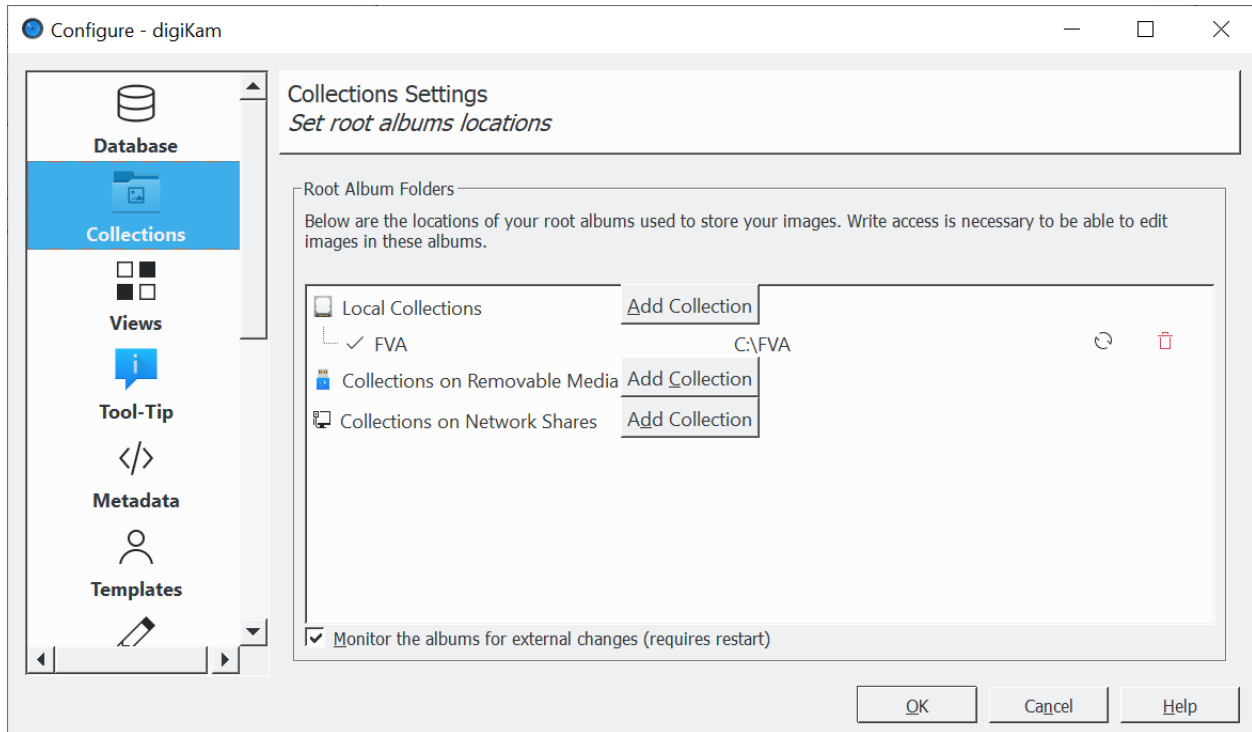 Configure - digiKam
Database
Collections
Views
Tool-Tip
Metadata
Templates
Collections Settings
Set root albums locations
Root Album Folders
Below are the locations of your root albums used to store your images. Write access is necessary to be able to edit
images in these albums.
Local Collections Add Collection
FVA C:\FVA
Collections on Removable Media Add Collection
Collections on Network Shares Add Collection
Monitor the albums for external changes (requires restart)
OK Cancel Help